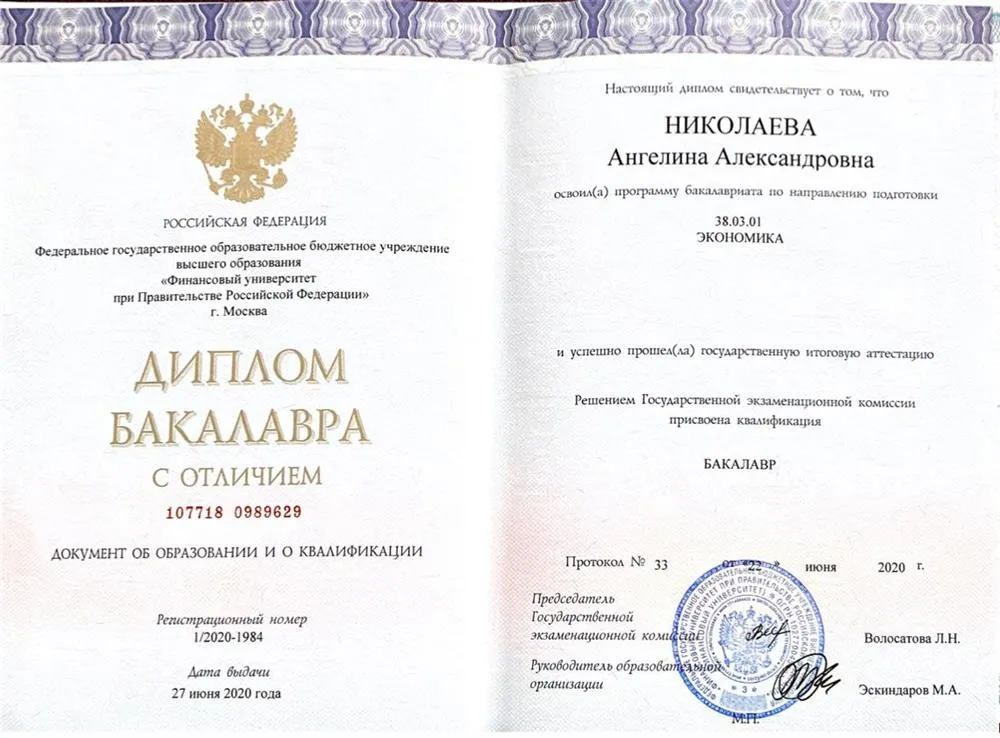 РОССИЙСКАЯ ФЕДЕРАЦИЯ
Федеральное государственное образовательное бюджетное учреждение
высшего образования
«Финансовый университет
при Правительстве Российской Федерации»
г. Москва
ДИПЛОМ
БАКАЛАВРА
С ОТЛИЧИЕМ
107718 0989629
ДОКУМЕНТ ОБ ОБРАЗОВАНИИ И О КВАЛИФИКАЦИИ
Регистрационный номер
1/2020-1984
Дата выдачи
27 июня 2020 года
Настоящий диплом свидетельствует о том, что
НИКОЛАЕВА
Ангелина Александровна
освоил(а) программу бакалавриата по направлению подготовки
38.03.01
ЭКОНОМИКА
и успешно прошел(ла) государственную итоговую аттестацию
Решением Государственной экзаменационной комиссии
присвоена квалификация
БАКАЛАВР
Протокол № 33 от «22» июня 2020 г.
Председатель
Государственной
экзаменационной комиссии
Волосатова Л.Н.
Руководитель образовательной
организации
Эскиндаров М.А.
М.П.